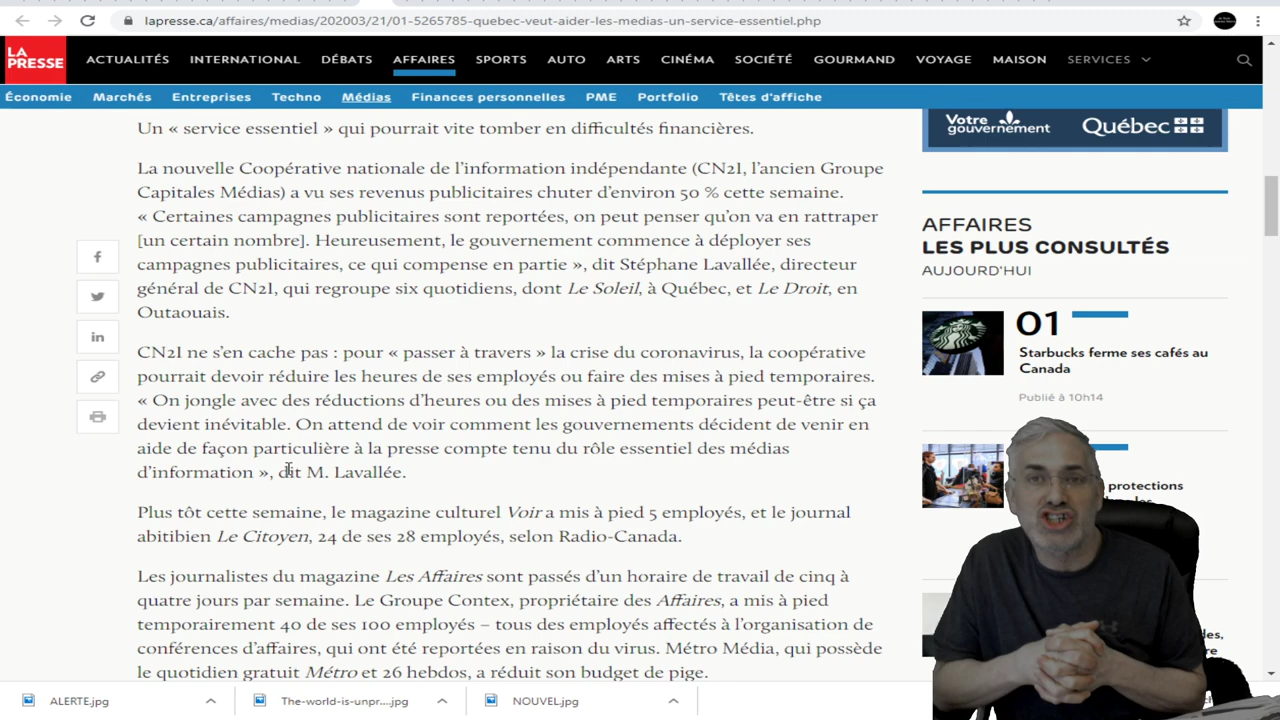 lapresse.ca/affaires/medias/202003/21/01-5265785-quebec-veut-aider-les-medias-un-service-essentiel.php
LA PRESSE
ACTUALITÉS INTERNATIONAL DÉBATS AFFAIRES SPORTS AUTO ARTS CINÉMA SOCIÉTÉ GOURMAND VOYAGE MAISON SERVICES
Économie Marchés Entreprises Techno Médias Finances personnelles PME Portfolio Têtes d'affiche
Un « service essentiel » qui pourrait vite tomber en difficultés financières.
La nouvelle Coopérative nationale de l'information indépendante (CN2I, l'ancien Groupe
Capitales Médias) a vu ses revenus publicitaires chuter d'environ 50 % cette semaine.
« Certaines campagnes publicitaires sont reportées, on peut penser qu'on va en rattraper
[un certain nombre]. Heureusement, le gouvernement commence à déployer ses
campagnes publicitaires, ce qui compense en partie », dit Stéphane Lavallée, directeur
général de CN2I, qui regroupe six quotidiens, dont Le Soleil, à Québec, et Le Droit, en
Outaouais.
CN2I ne s'en cache pas : pour « passer à travers » la crise du coronavirus, la coopérative
pourrait devoir réduire les heures de ses employés ou faire des mises à pied temporaires.
« On jongle avec des réductions d'heures ou des mises à pied temporaires peut-être si ça
devient inévitable. On attend de voir comment les gouvernements décident de venir en
aide de façon particulière à la presse compte tenu du rôle essentiel des médias
d'information », dit M. Lavallée.
Plus tôt cette semaine, le magazine culturel Voir a mis à pied 5 employés, et le journal
abitibien Le Citoyen, 24 de ses 28 employés, selon Radio-Canada.
Les journalistes du magazine Les Affaires sont passés d'un horaire de travail de cinq à
quatre jours par semaine. Le Groupe Contex, propriétaire des Affaires, a mis à pied
temporairement 40 de ses 100 employés – tous des employés affectés à l'organisation de
conférences d'affaires, qui ont été reportées en raison du virus. Métro Média, qui possède
le quotidien gratuit Métro et 26 hebdos, a réduit son budget de pige.
Votre
gouvernement
Québec
AFFAIRES
LES PLUS CONSULTÉS
AUJOURD'HUI
01
Starbucks ferme ses cafés au
Canada
Publié à 10h14
protections
ALERTE.jpg The-world-is-unpr....jpg NOUVEL.jpg